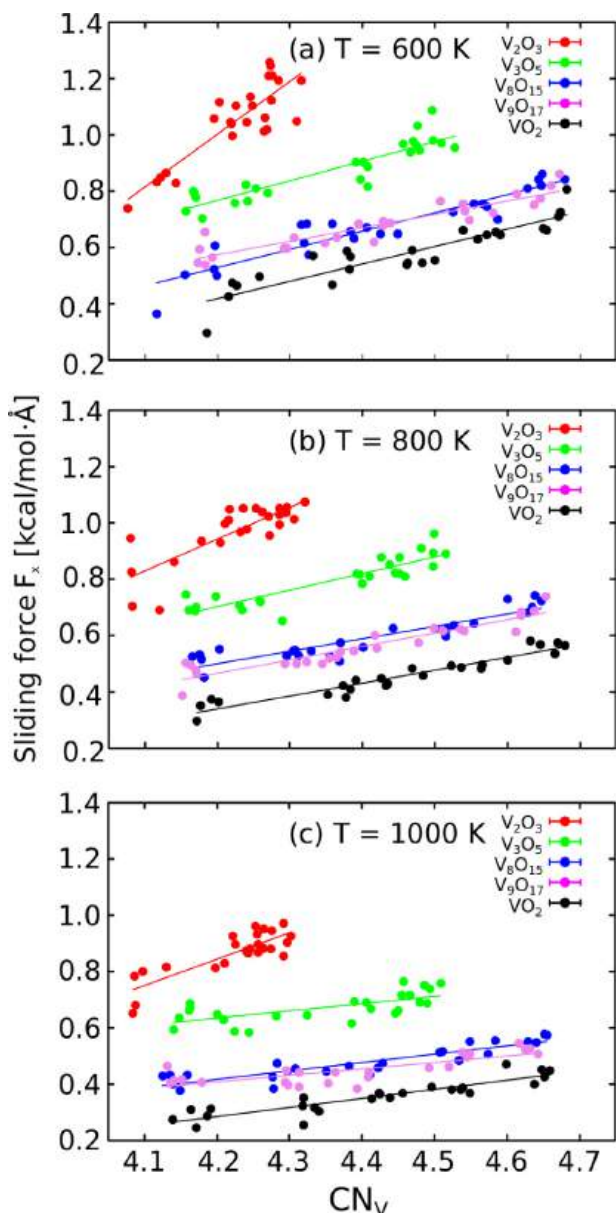 Sliding force Fₓ [kcal/mol·Å]
1.4
1.2
1.0
0.8
0.6
0.4
0.2
(a) T = 600 K
V₂O₃
V₃O₅
V₈O₁₅
V₉O₁₇
VO₂
1.4
1.2
1.0
0.8
0.6
0.4
0.2
(b) T = 800 K
V₂O₃
V₃O₅
V₈O₁₅
V₉O₁₇
VO₂
1.4
1.2
1.0
0.8
0.6
0.4
0.2
(c) T = 1000 K
V₂O₃
V₃O₅
V₈O₁₅
V₉O₁₇
VO₂
4.1 4.2 4.3 4.4 4.5 4.6 4.7
CNᵥ